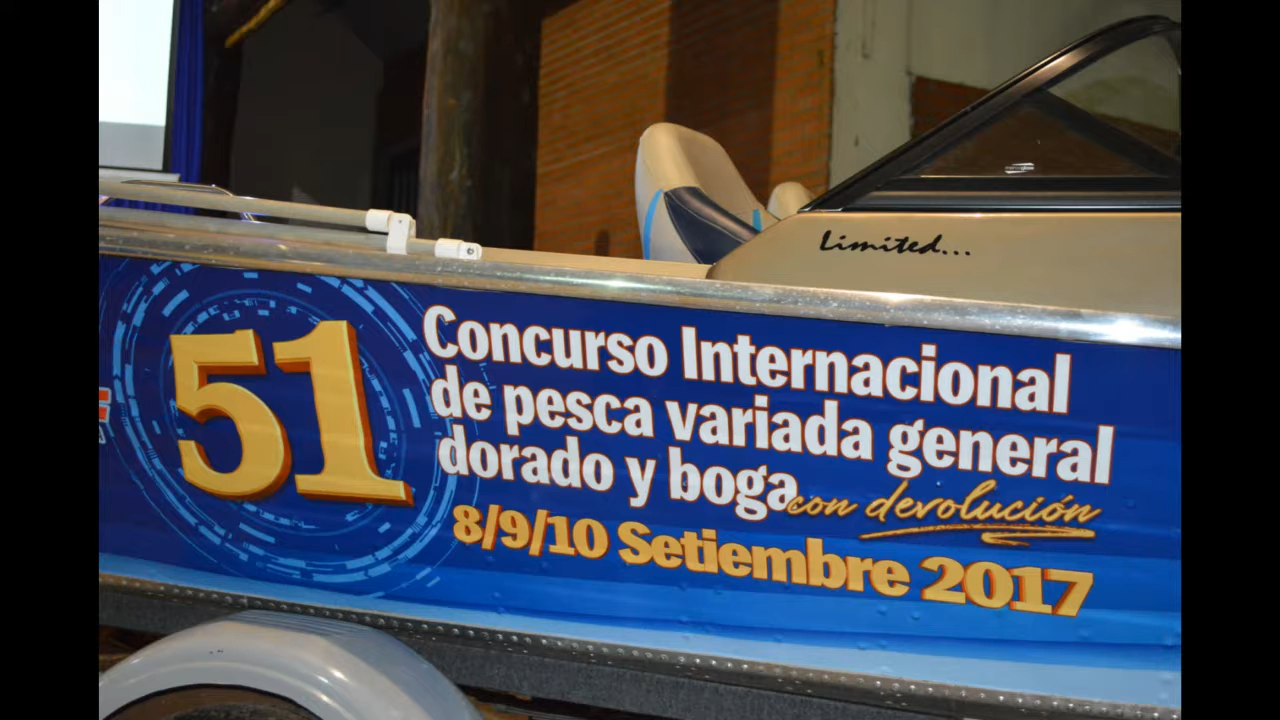 Limited...
51
Concurso Internacional
de pesca variada general
dorado y boga
con devolución
8/9/10 Setiembre 2017